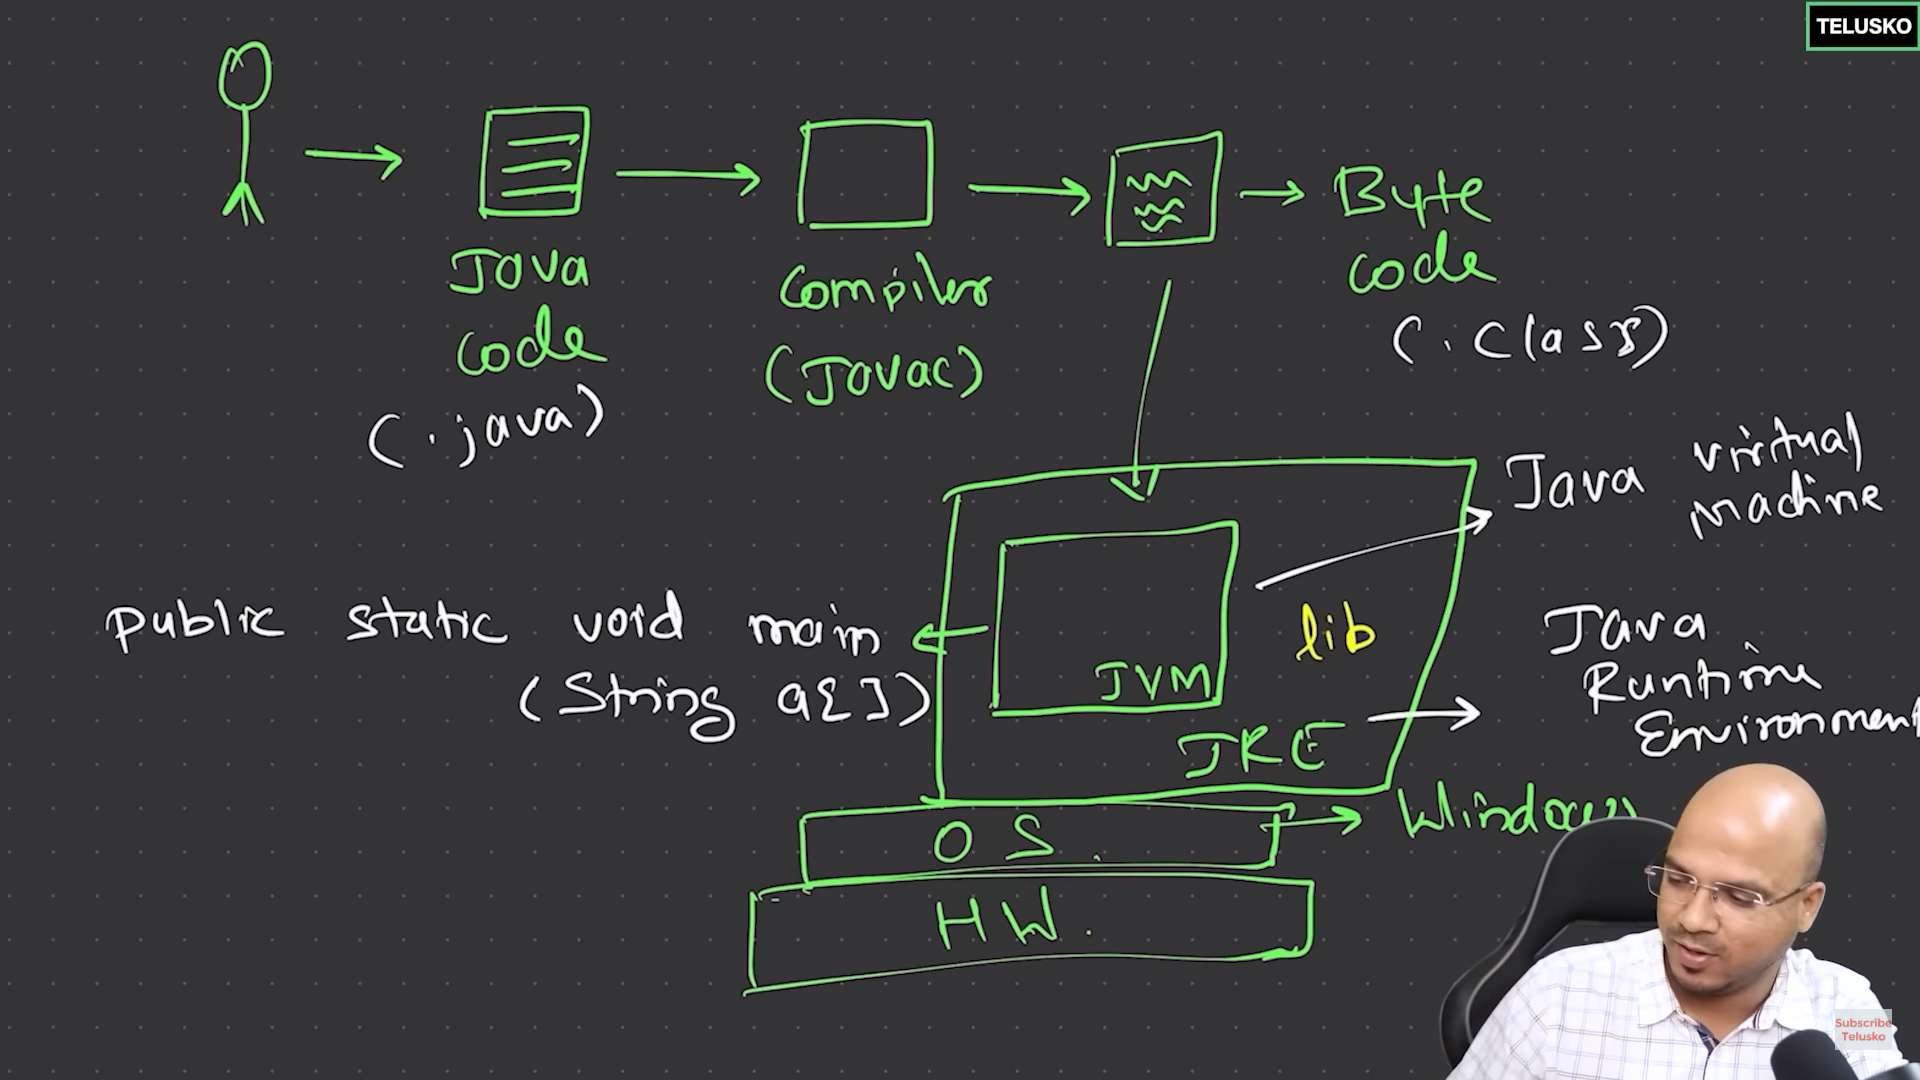 TELUSKO
Java
code
(.java)
Compiler
(Javac)
Byte
code
(.class)
Java Virtual
Machine
public static void main
(String a[])
lib
JVM
Java
Runtime
Environment
JRE
OS.
Windows
HW.
Subscribe
Telusko